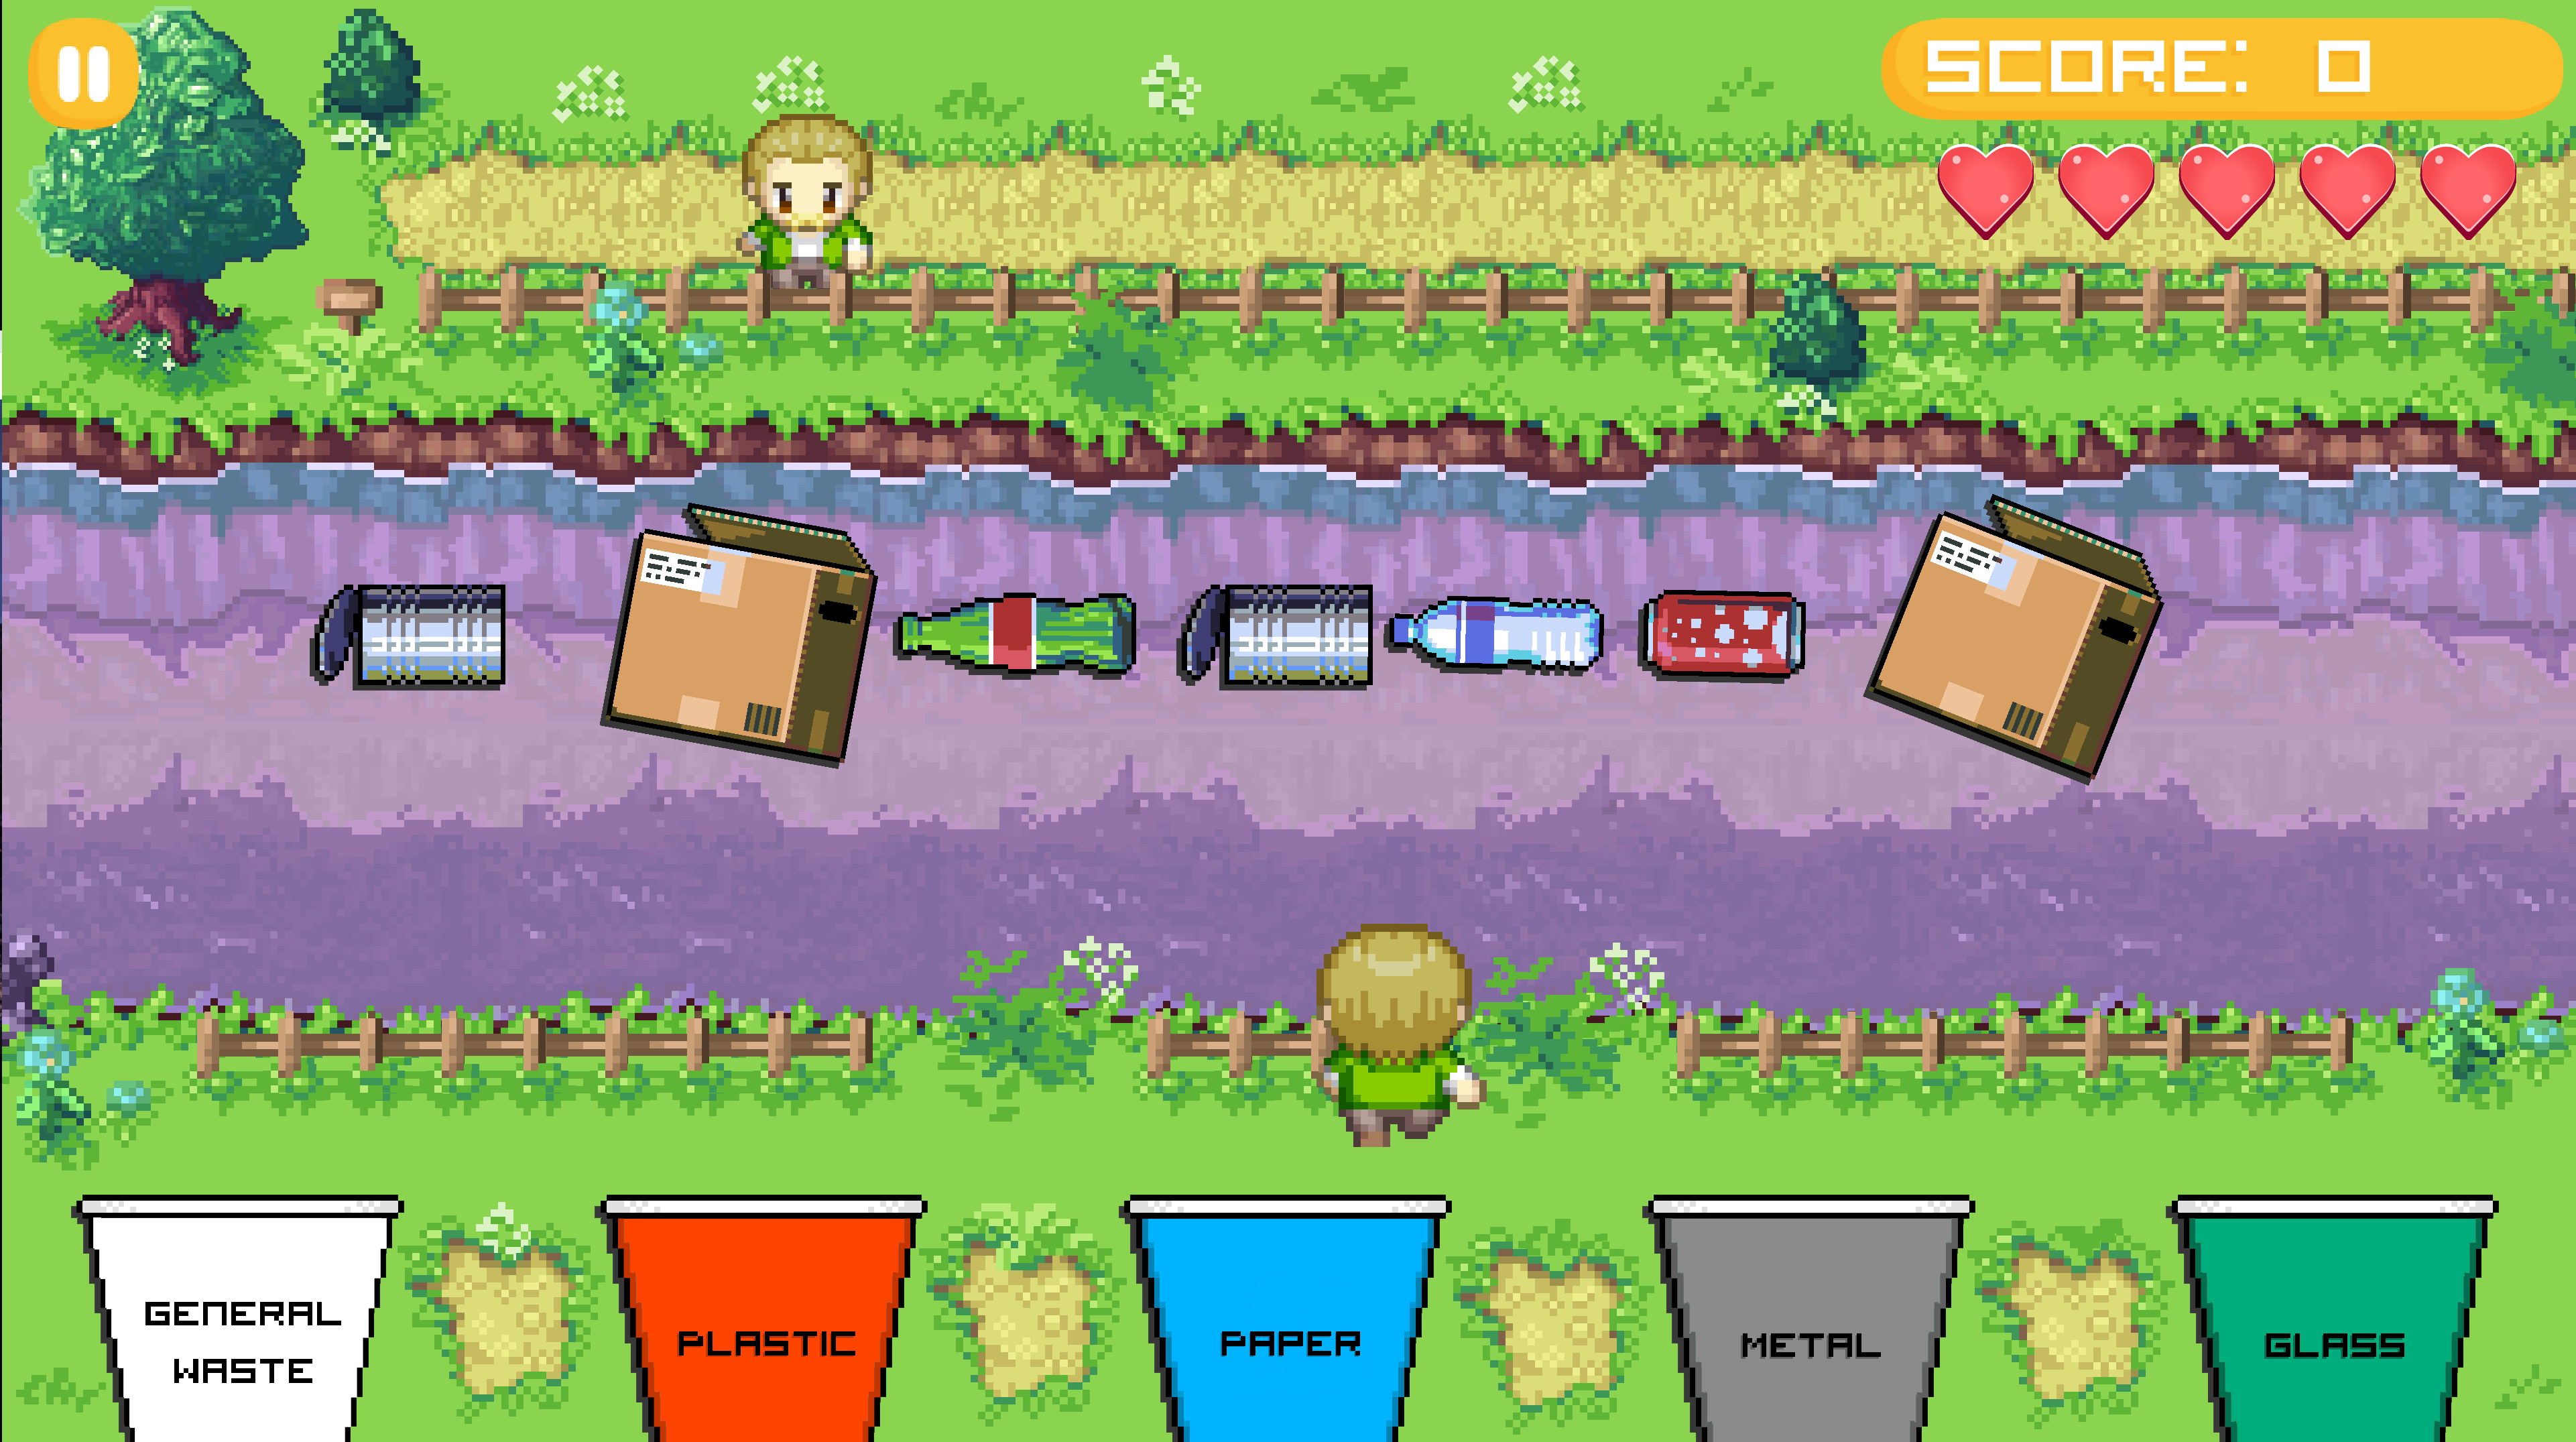 SCORE: 0
GENERAL
WASTE
PLASTIC
PAPER
METAL
GLASS